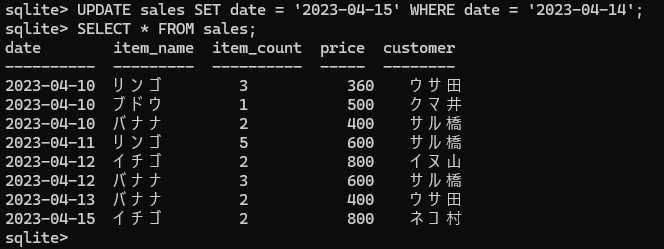 sqlite> UPDATE sales SET date = '2023-04-15' WHERE date = '2023-04-14';
sqlite> SELECT * FROM sales;
date        item_name  item_count  price  customer
----------  ---------  ----------  -----  --------
2023-04-10  リンゴ        3           360    ウサ田
2023-04-10  ブドウ        1           500    クマ井
2023-04-10  バナナ        2           400    サル橋
2023-04-11  リンゴ        5           600    サル橋
2023-04-12  イチゴ        2           800    イヌ山
2023-04-12  バナナ        3           600    サル橋
2023-04-13  バナナ        2           400    ウサ田
2023-04-15  イチゴ        2           800    ネコ村
sqlite>